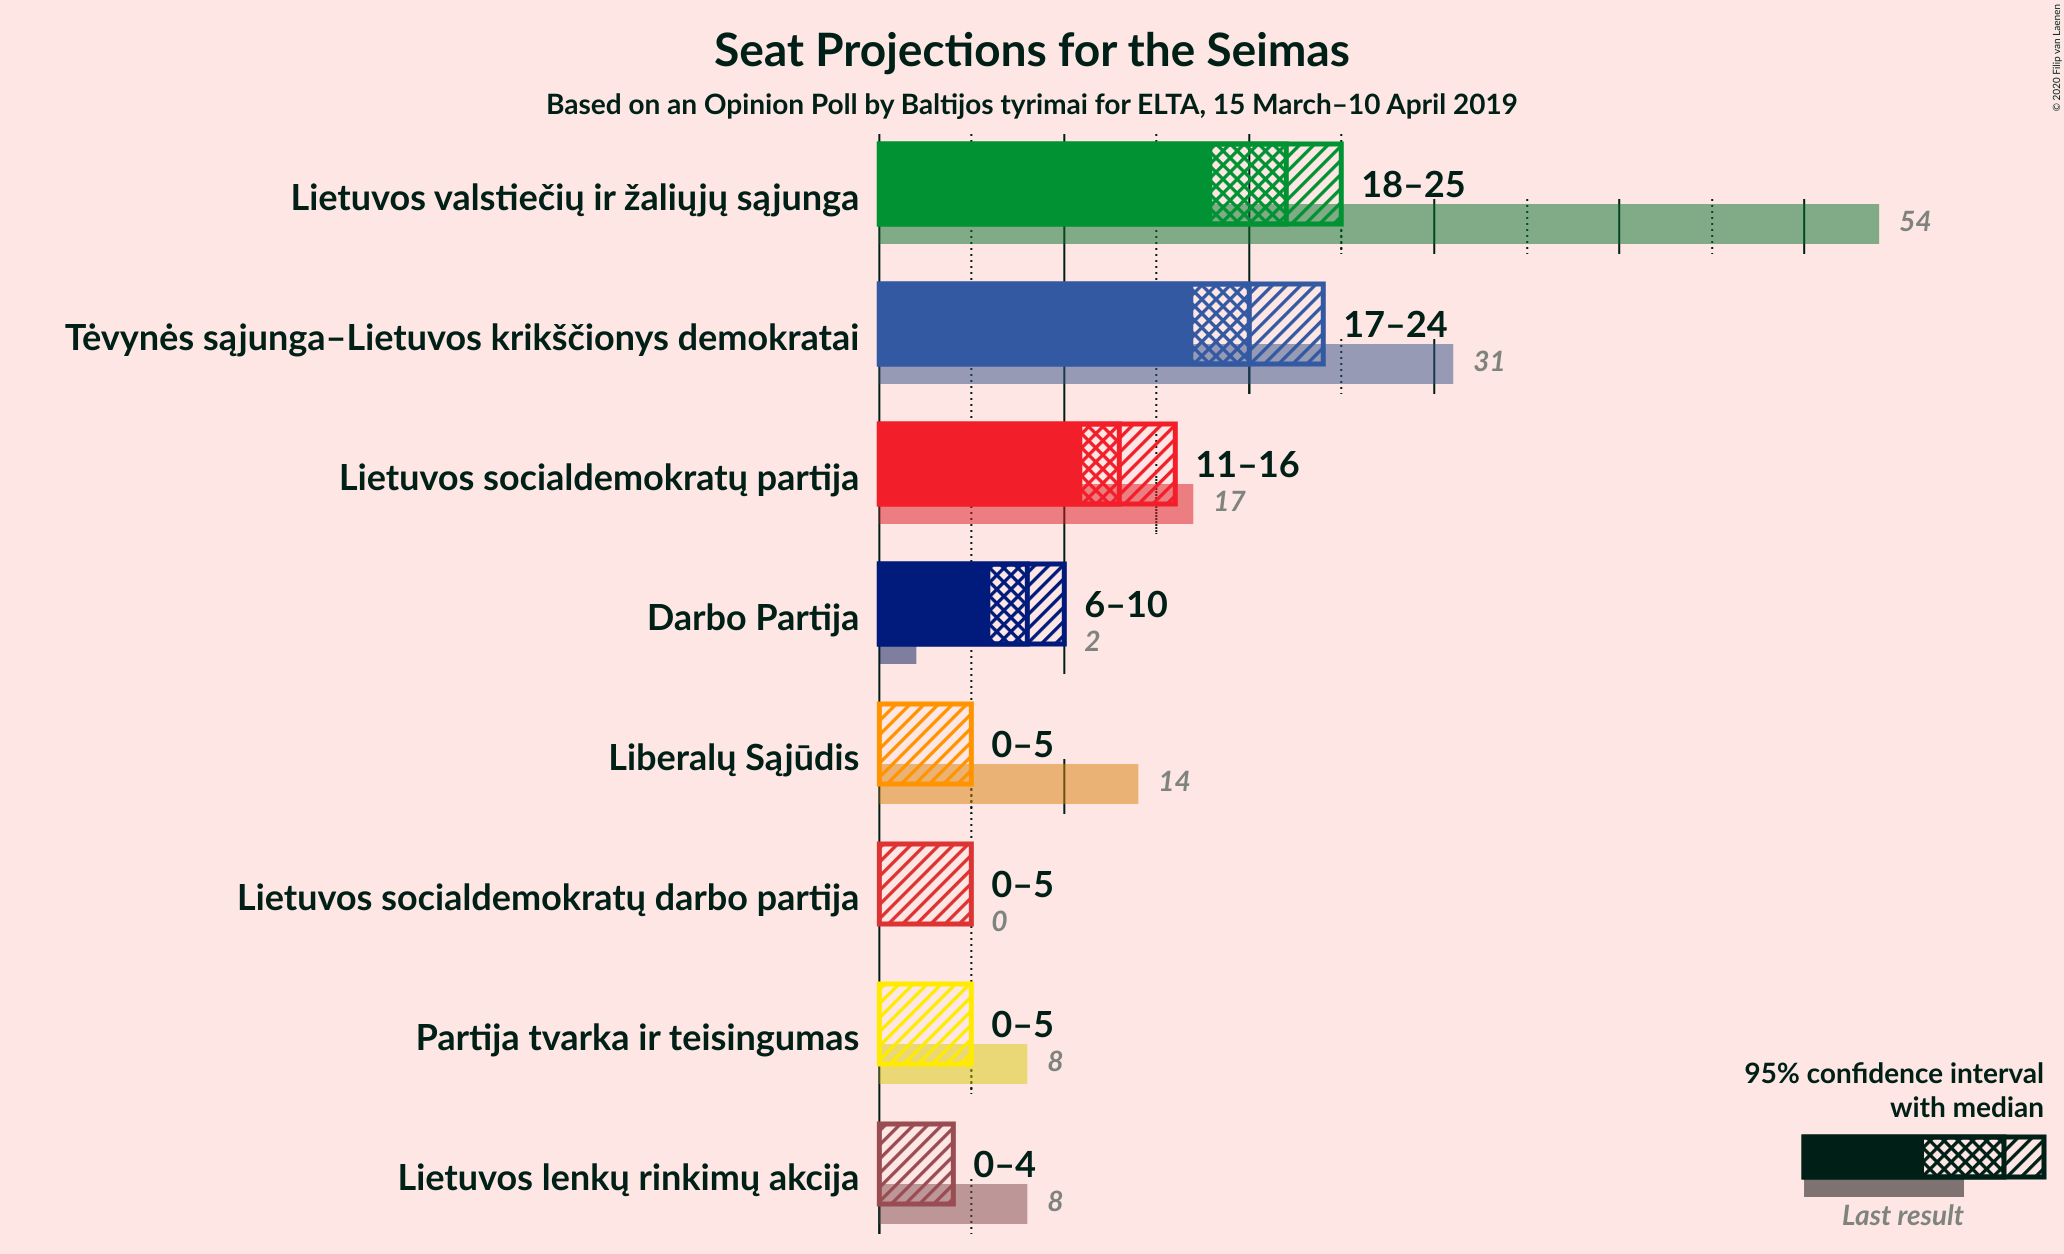 Seat Projections for the Seimas
Based on an Opinion Poll by Baltijos tyrimai for ELTA, 15 March–10 April 2019
© 2020 Filip van Laenen
Lietuvos valstiečių ir žaliųjų sąjunga
18–25
54
Tėvynės sąjunga–Lietuvos krikščionys demokratai
17–24
31
Lietuvos socialdemokratų partija
11–16
17
Darbo Partija
6–10
2
Liberalų Sąjūdis
0–5
14
Lietuvos socialdemokratų darbo partija
0–5
0
Partija tvarka ir teisingumas
0–5
8
Lietuvos lenkų rinkimų akcija
0–4
8
95% confidence interval
with median
Last result